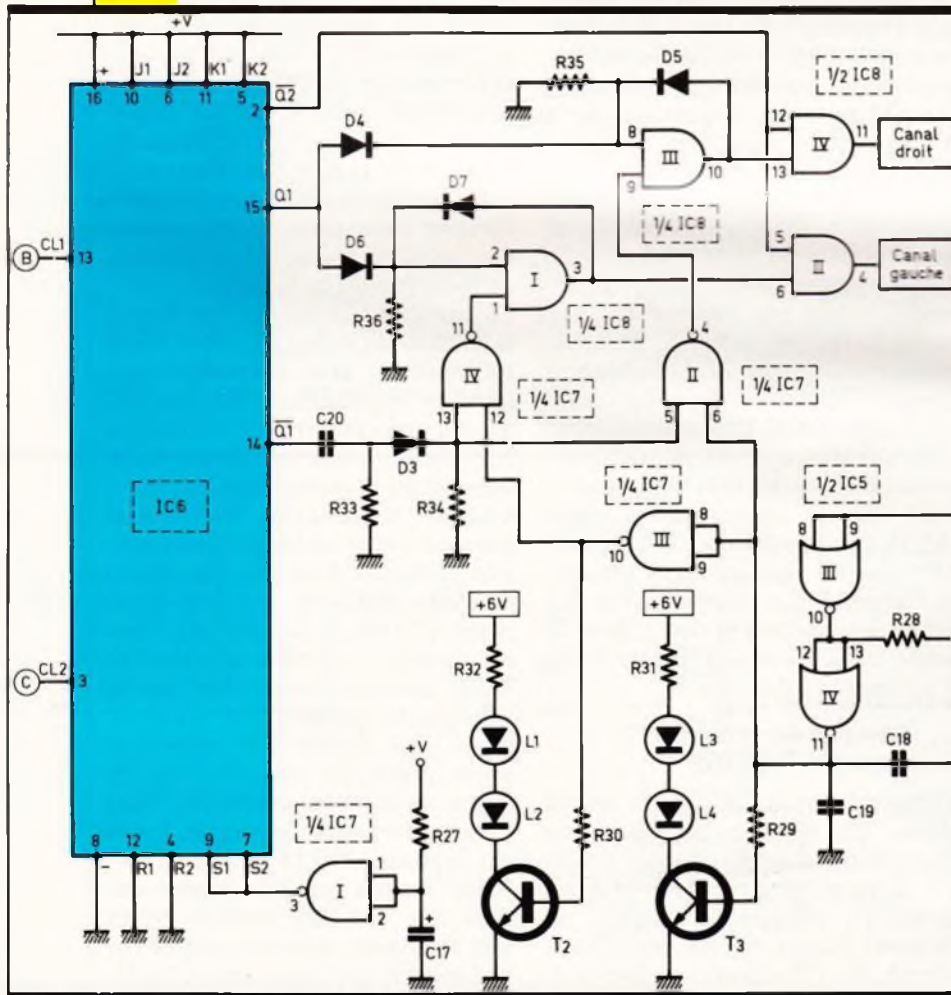 +V
+ J1 J2 K1 K2
16 10 6 11 5
Q2
2
D4
R35
D5
1/2 IC8
8
III
10
9
12
IV
11
13
Canal
droit
Q1
15
D7
1/4 IC8
B CL1
13
D6
2
I
3
1
5
II
4
6
Canal
gauche
R36
11
1/4 IC8
4
IV
13 12
1/4 IC7
II
5 6
1/4 IC7
Q1
14
C20
D3
R33
R34
IC6
1/4 IC7
8
III
10
9
1/2 IC5
8 9
III
10
R28
12 13
IV
11
C18
C19
+6V
R32
L1
L2
R30
T2
+6V
R31
L3
L4
R29
T3
C CL2
3
+V
R27
1/4 IC7
1
I
3
2
+
C17
8 12 4 9 7
- R1 R2 S1 S2